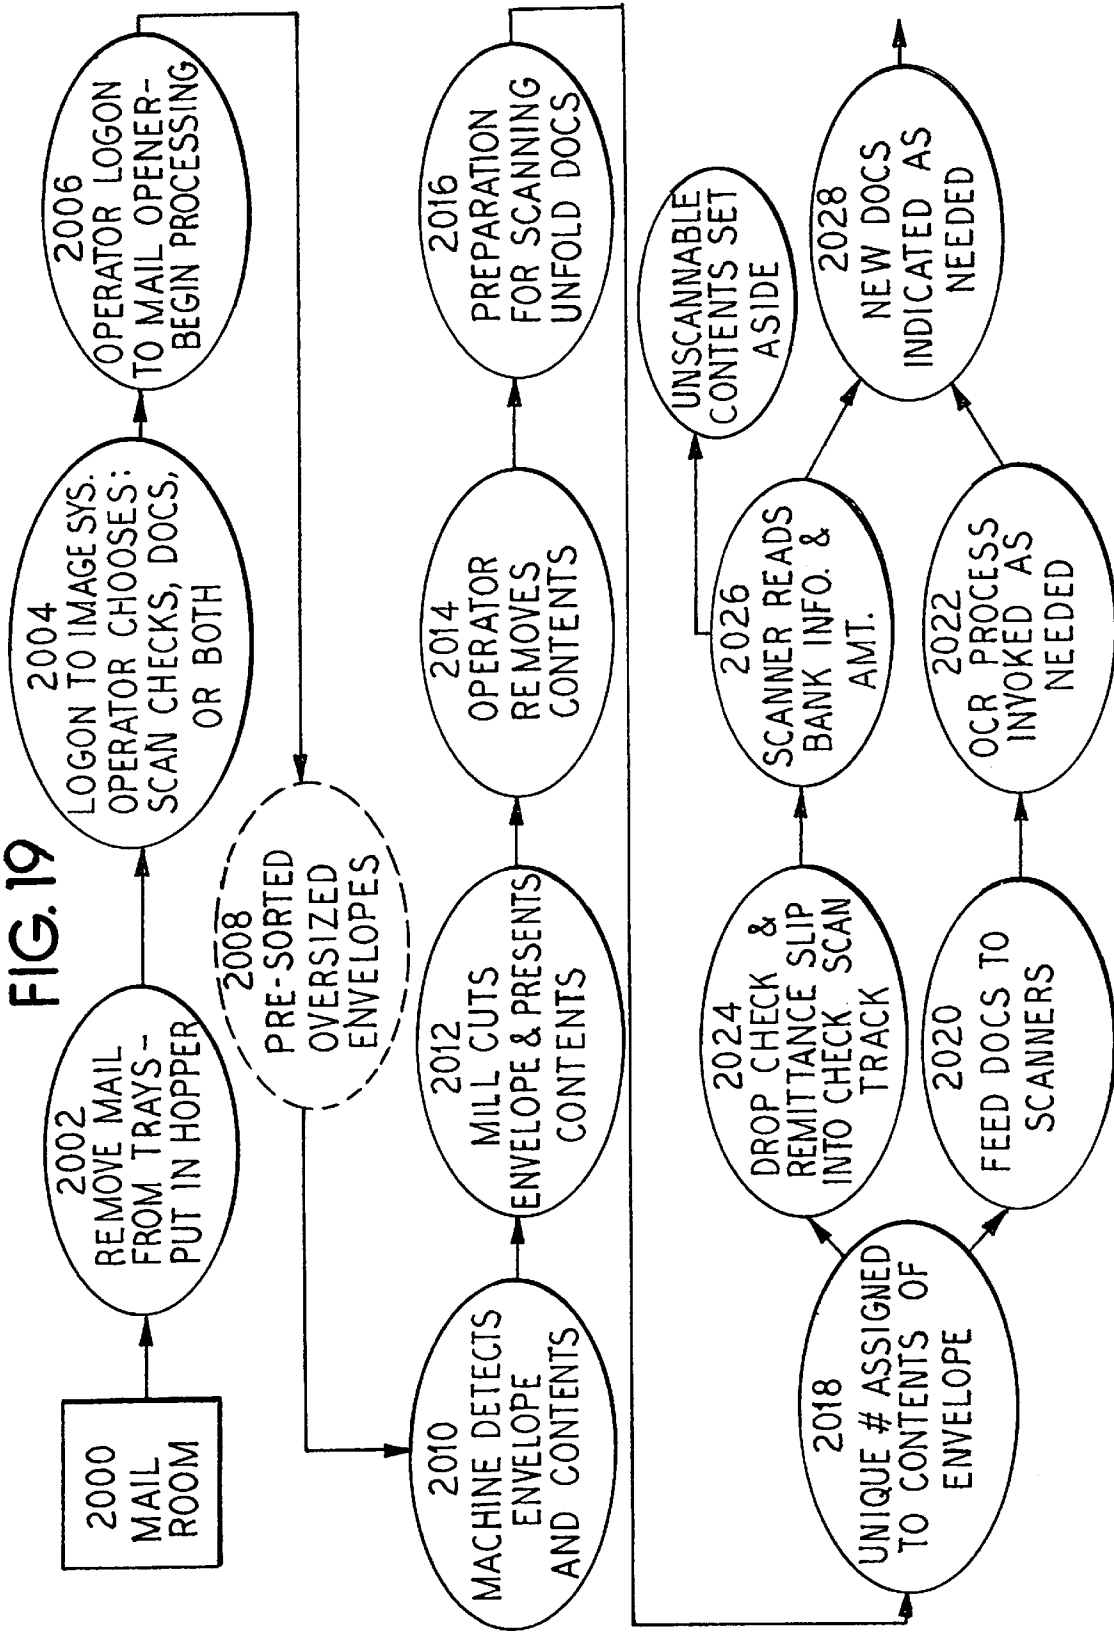 FIG. 19
2000
MAIL
ROOM
2002
REMOVE MAIL
FROM TRAYS-
PUT IN HOPPER
2004
LOGON TO IMAGE SYS.
OPERATOR CHOOSES:
SCAN CHECKS, DOCS,
OR BOTH
2006
OPERATOR LOGON
TO MAIL OPENER-
BEGIN PROCESSING
2008
PRE-SORTED
OVERSIZED
ENVELOPES
2010
MACHINE DETECTS
ENVELOPE
AND CONTENTS
2012
MILL CUTS
ENVELOPE & PRESENTS
CONTENTS
2014
OPERATOR
REMOVES
CONTENTS
2016
PREPARATION
FOR SCANNING
UNFOLD DOCS
2018
UNIQUE # ASSIGNED
TO CONTENTS OF
ENVELOPE
2024
DROP CHECK &
REMITTANCE SLIP
INTO CHECK SCAN
TRACK
2026
SCANNER READS
BANK INFO. &
AMT.
UNSCANNABLE
CONTENTS SET
ASIDE
2020
FEED DOCS TO
SCANNERS
2022
OCR PROCESS
INVOKED AS
NEEDED
2028
NEW DOCS
INDICATED AS
NEEDED